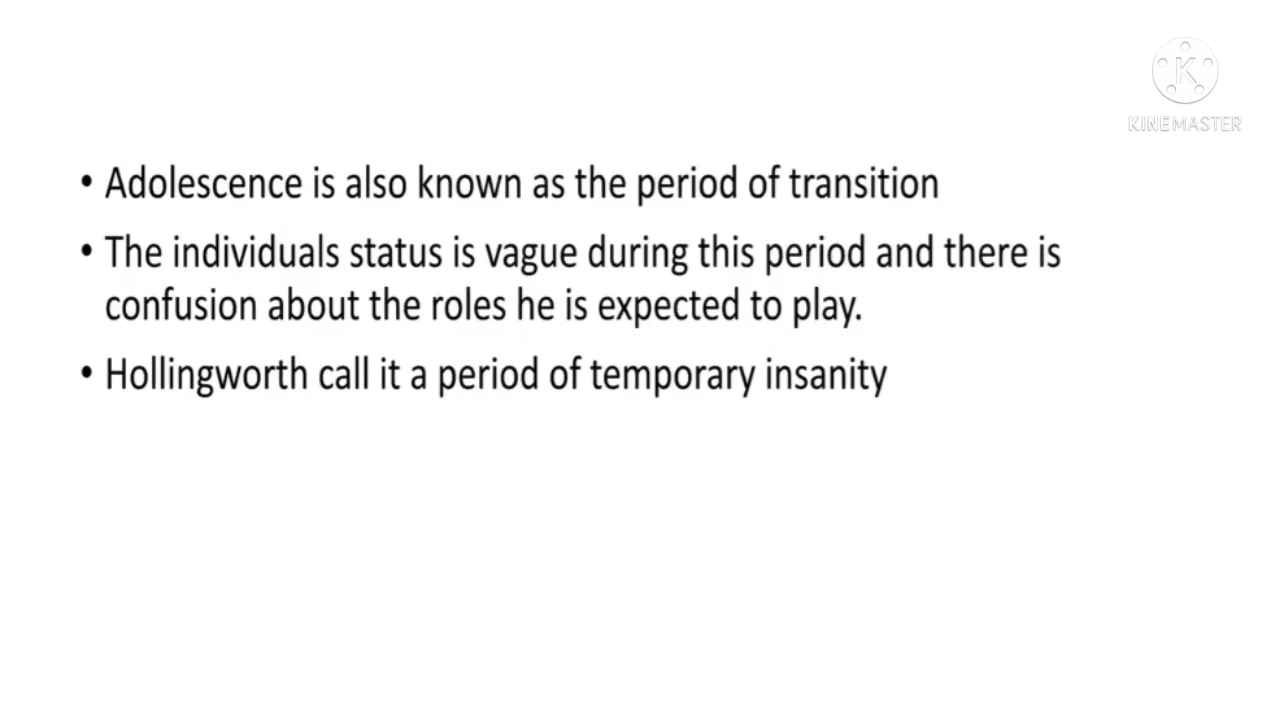 K
KINEMASTER
• Adolescence is also known as the period of transition
• The individuals status is vague during this period and there is
confusion about the roles he is expected to play.
• Hollingworth call it a period of temporary insanity